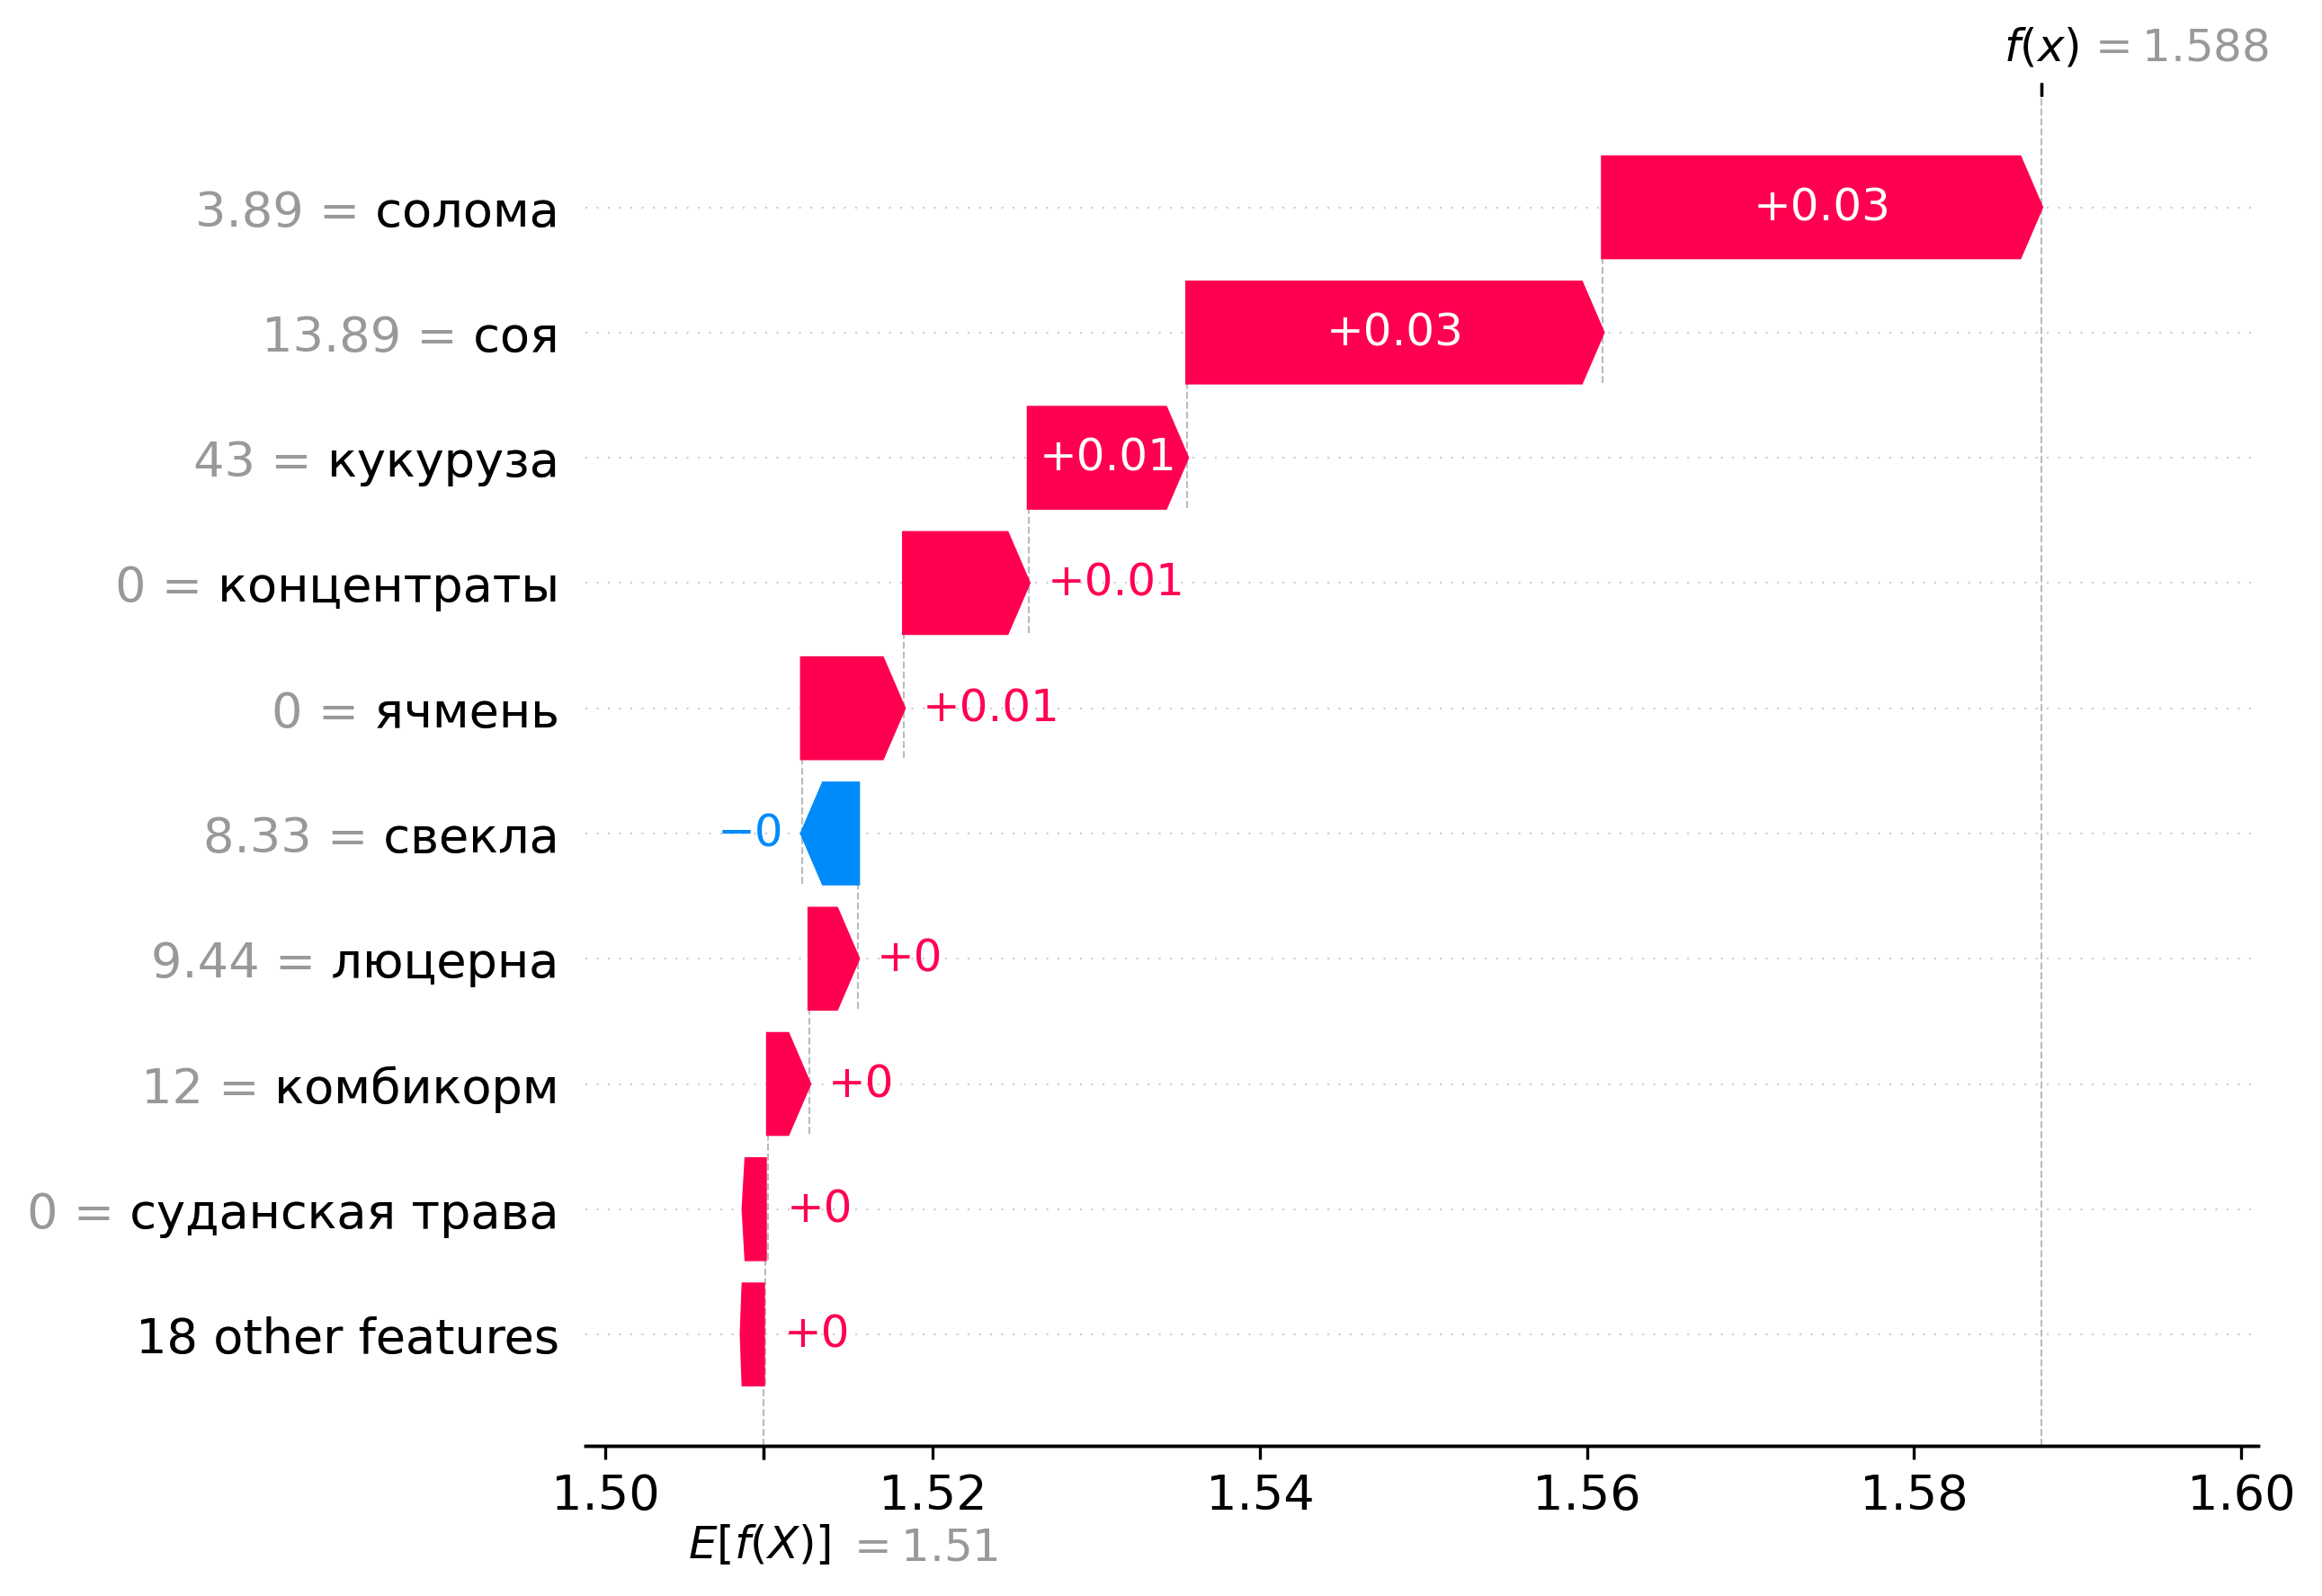 f(x) = 1.588
3.89 = солома
+0.03
13.89 = соя
+0.03
43 = кукуруза
+0.01
0 = концентраты
+0.01
0 = ячмень
+0.01
8.33 = свекла
−0
9.44 = люцерна
+0
12 = комбикорм
+0
0 = суданская трава
+0
18 other features
+0
1.50 1.52 1.54 1.56 1.58 1.60
E[f(X)] = 1.51